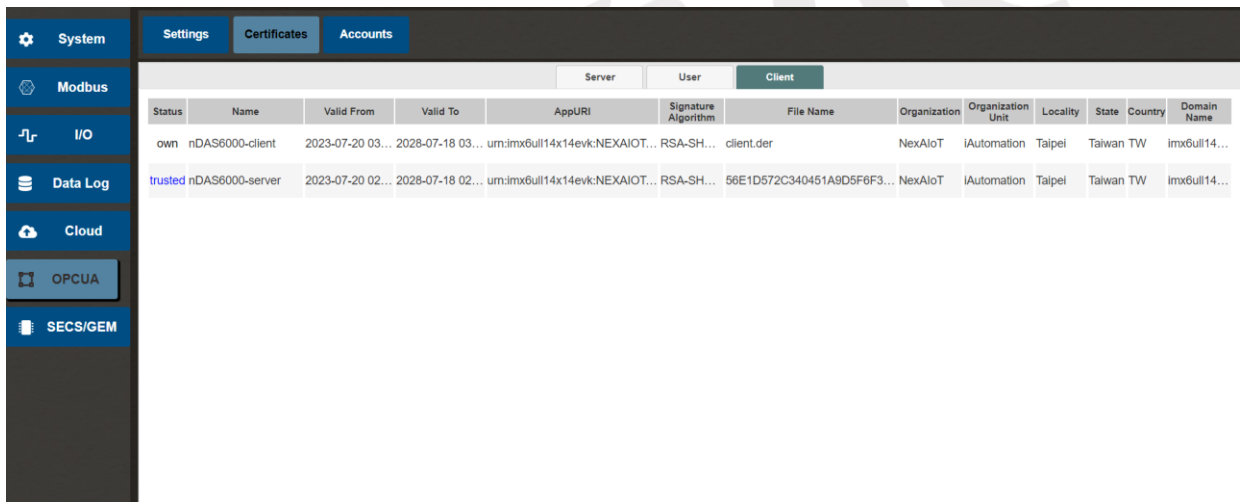 System
Modbus
I/O
Data Log
Cloud
OPCUA
SECS/GEM
Settings Certificates Accounts
Server User Client
Status Name Valid From Valid To AppURI Signature Algorithm File Name Organization Organization Unit Locality State Country Domain Name
own nDAS6000-client 2023-07-20 03... 2028-07-18 03... urn:imx6ull14x14evk:NEXAIOT... RSA-SH... client.der NexAIoT iAutomation Taipei Taiwan TW imx6ull14...
trusted nDAS6000-server 2023-07-20 02... 2028-07-18 02... urn:imx6ull14x14evk:NEXAIOT... RSA-SH... 56E1D572C340451A9D5F6F3... NexAIoT iAutomation Taipei Taiwan TW imx6ull14...